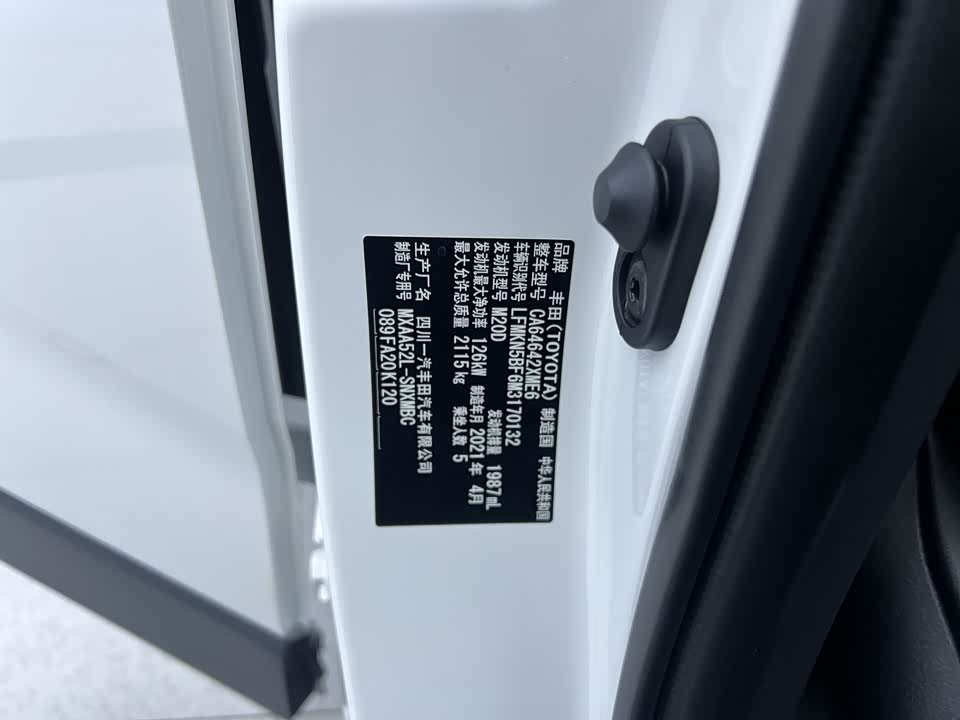 品牌 丰田(TOYOTA) 制造国 中华人民共和国
整车型号 CA64642XME6
车辆识别代号 LFMKN5BF6M3170132
发动机型号 M20D 发动机排量 1987mL
发动机最大净功率 126kW 制造年月 2021年 4月
最大允许总质量 2115kg 乘坐人数 5
生产厂名 四川一汽丰田汽车有限公司
制造厂专用号 MXAA52L-SNXMBC
089FA20K120